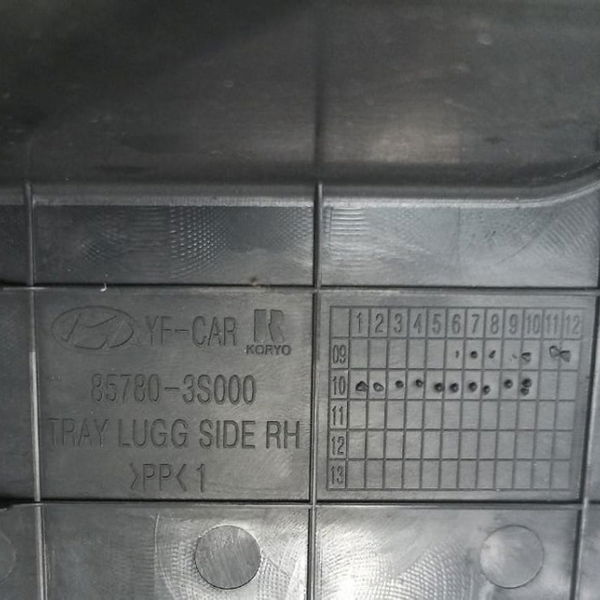 YF-CAR KORYO
85780-3S000
TRAY LUGG SIDE RH
>PP< 1
1 2 3 4 5 6 7 8 9 10 11 12
09
10
11
12
13